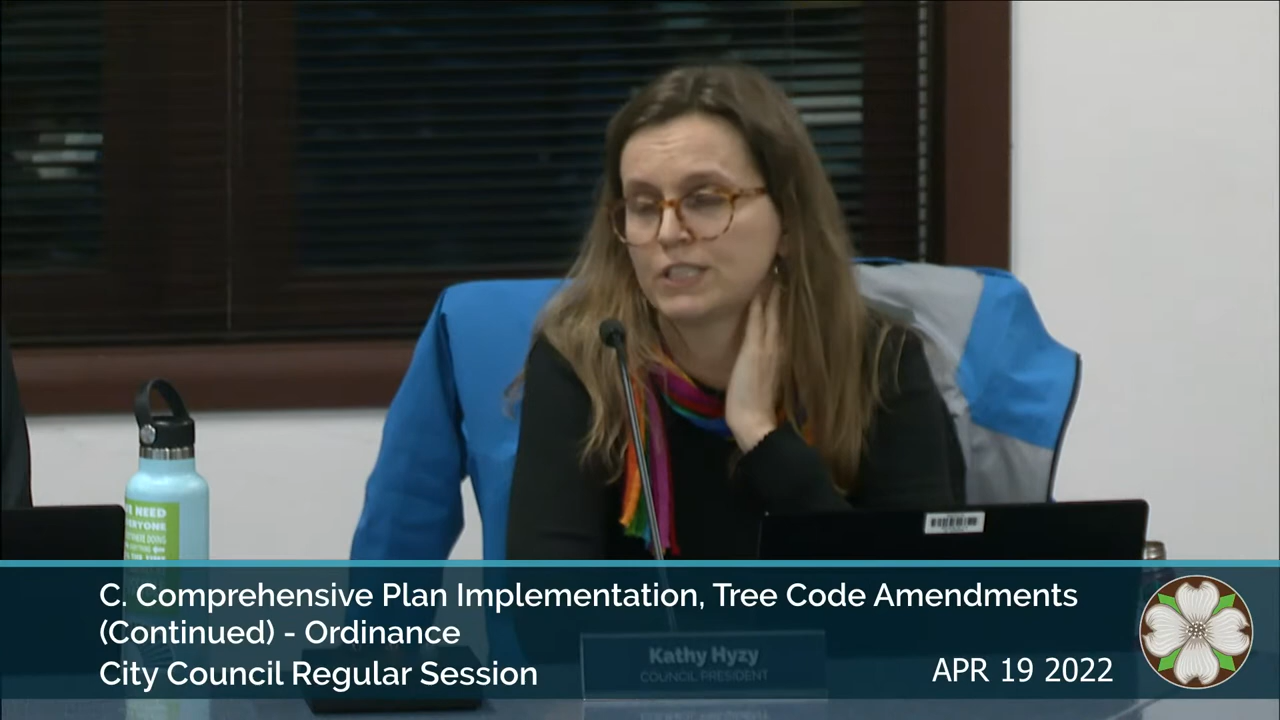 NEED
C. Comprehensive Plan Implementation, Tree Code Amendments
(Continued) - Ordinance
City Council Regular Session
Kathy Hyzy
COUNCIL PRESIDENT
APR 19 2022